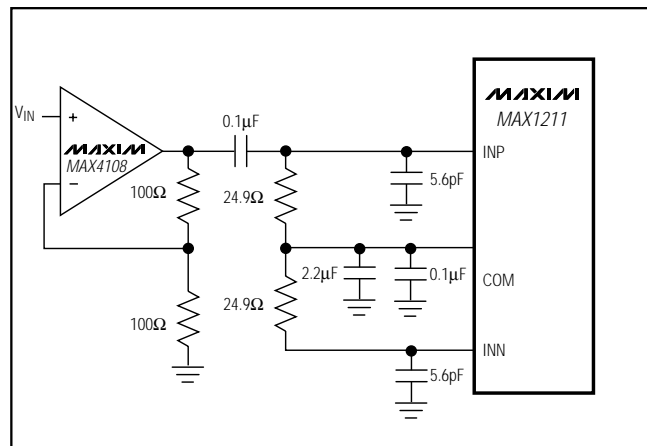 MAXIM
MAX1211
VIN
+
MAXIM
MAX4108
−
0.1µF
INP
5.6pF
100Ω
24.9Ω
2.2µF
0.1µF
COM
100Ω
24.9Ω
INN
5.6pF